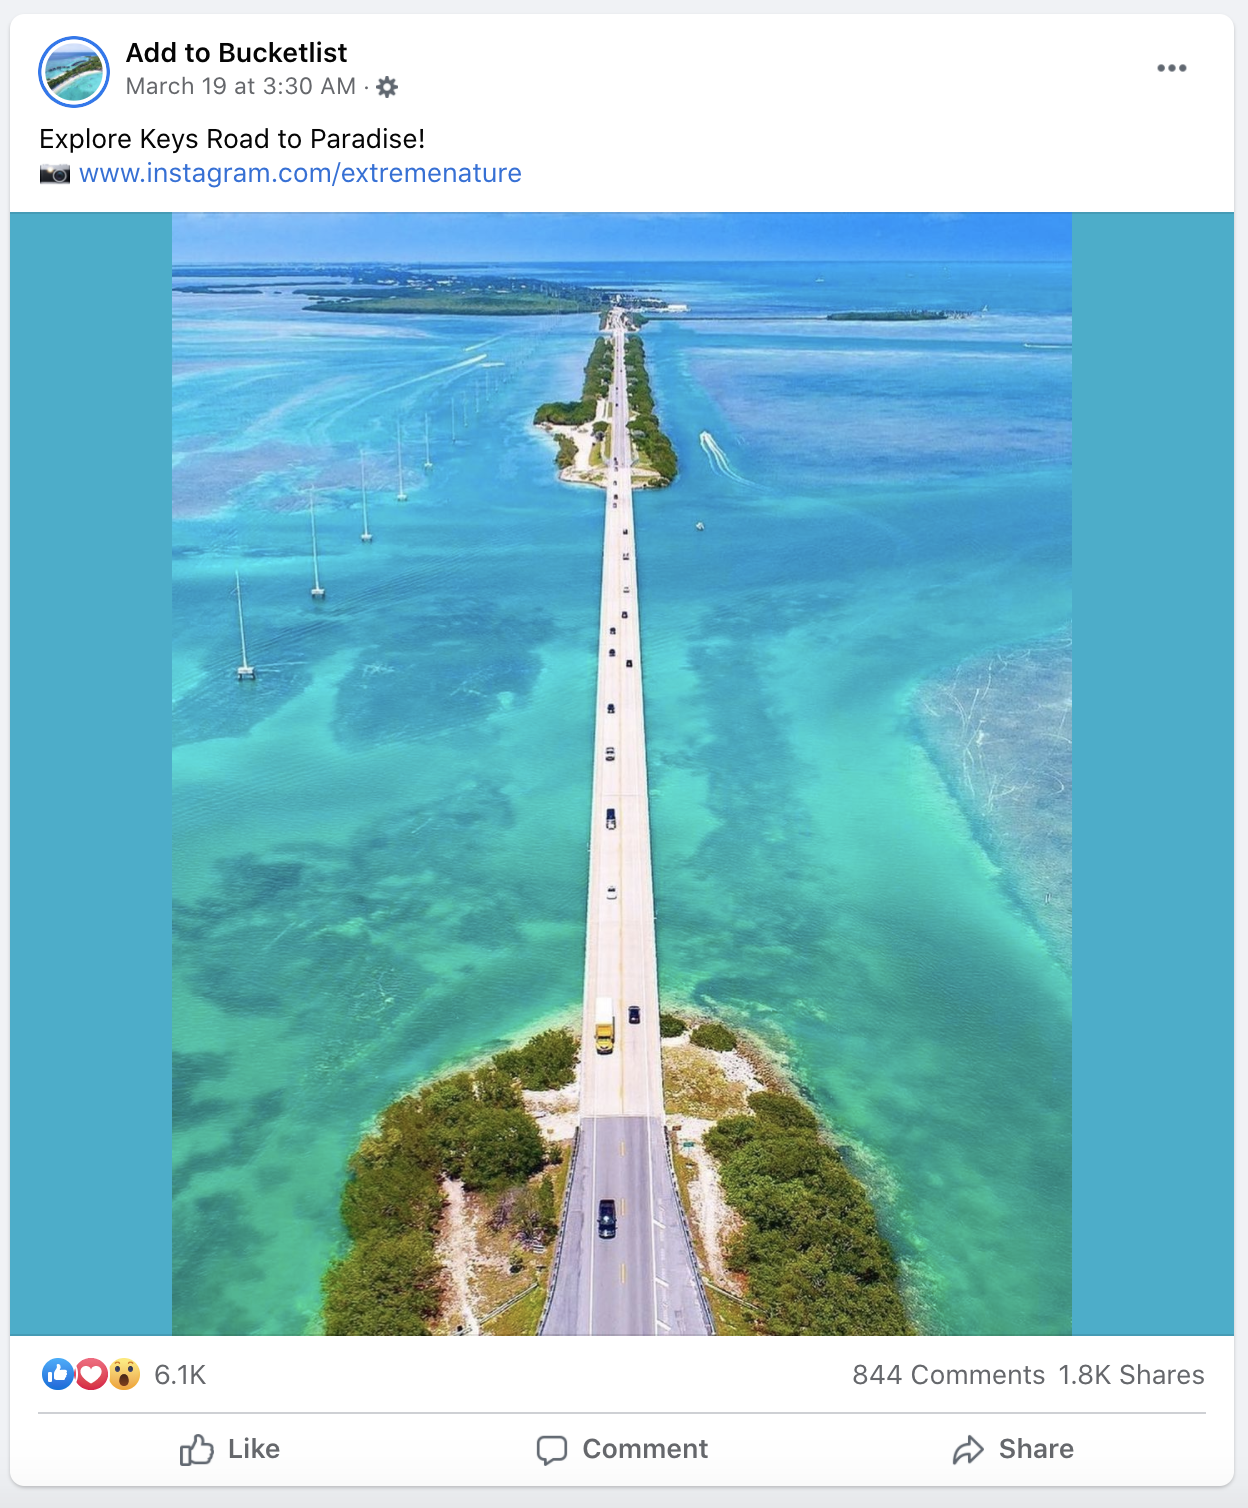 Add to Bucketlist
March 19 at 3:30 AM ·
Explore Keys Road to Paradise!
www.instagram.com/extremenature
6.1K 844 Comments 1.8K Shares
Like Comment Share